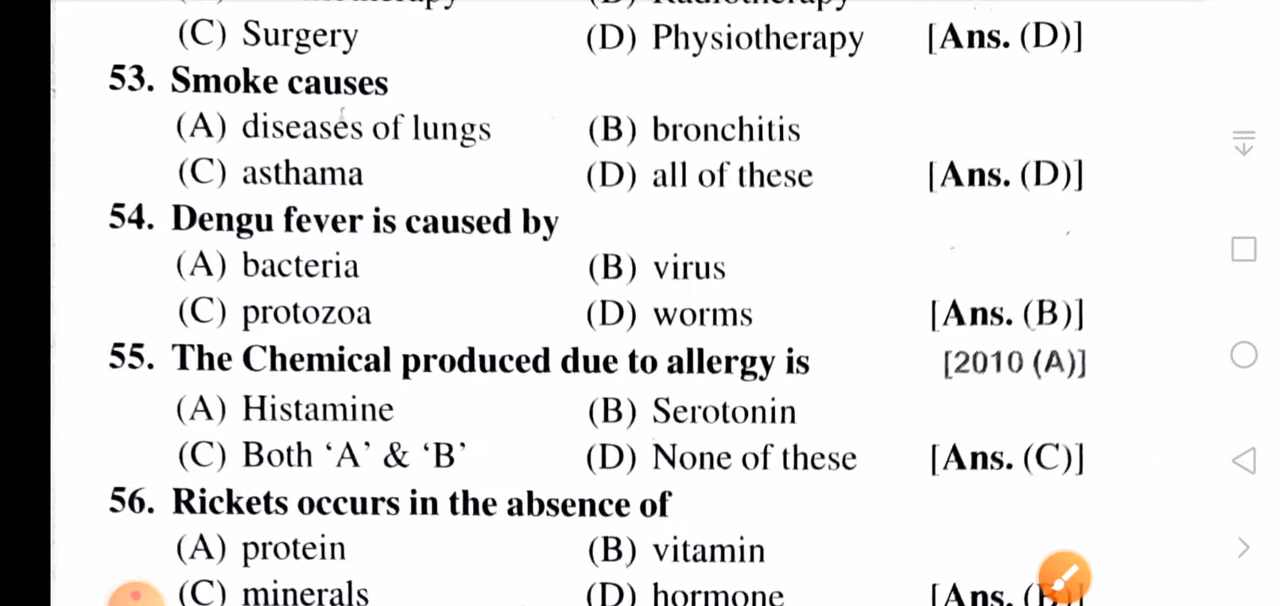 (C) Surgery (D) Physiotherapy [Ans. (D)]
53. Smoke causes
(A) diseases of lungs (B) bronchitis
(C) asthama (D) all of these [Ans. (D)]
54. Dengu fever is caused by
(A) bacteria (B) virus
(C) protozoa (D) worms [Ans. (B)]
55. The Chemical produced due to allergy is [2010 (A)]
(A) Histamine (B) Serotonin
(C) Both ‘A’ & ‘B’ (D) None of these [Ans. (C)]
56. Rickets occurs in the absence of
(A) protein (B) vitamin
(C) minerals (D) hormone [Ans.